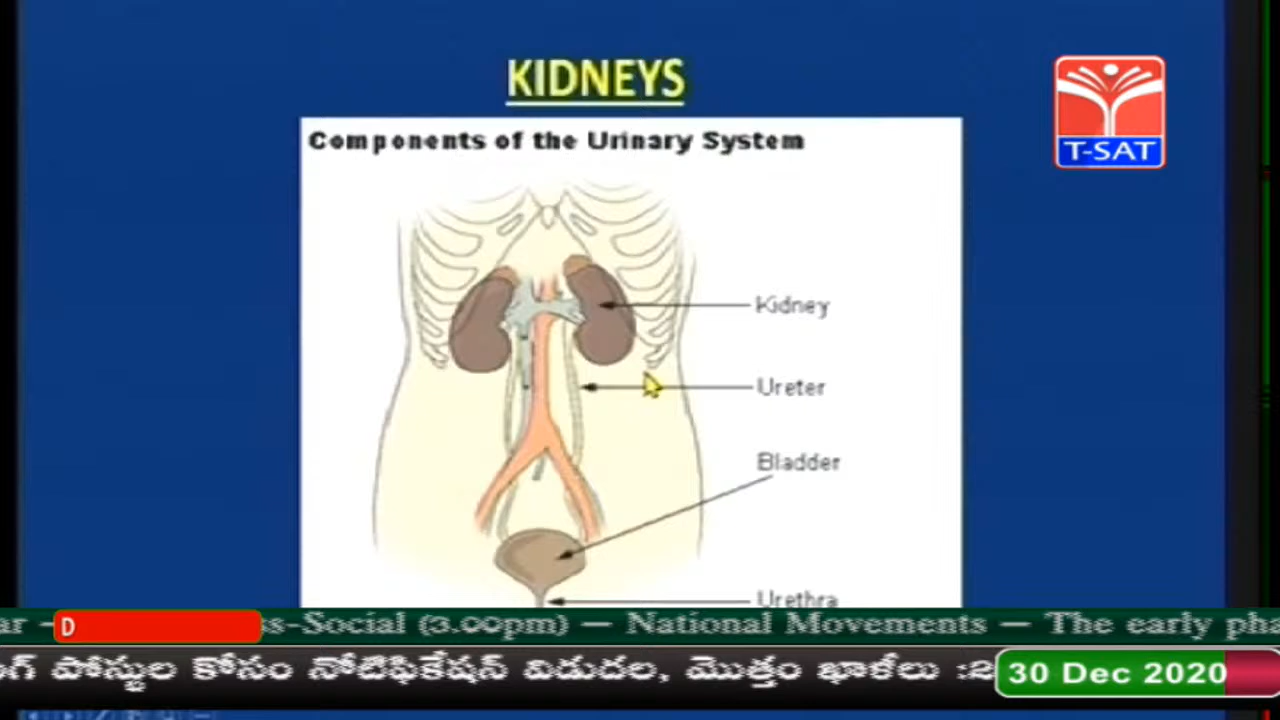 KIDNEYS
T-SAT
Components of the Urinary System
Kidney
Ureter
Bladder
Urethra
D
-Social (3.00pm) – National Movements – The early
పోస్టుల కోసం నోటిఫికేషన్ విడుదల, మొత్తం ఖాళీలు :
30 Dec 2020